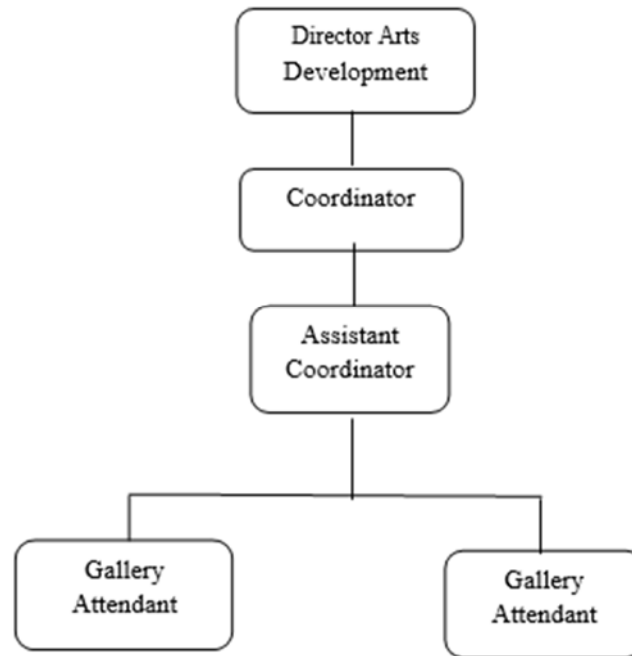 Director Arts
Development
Coordinator
Assistant
Coordinator
Gallery
Attendant
Gallery
Attendant